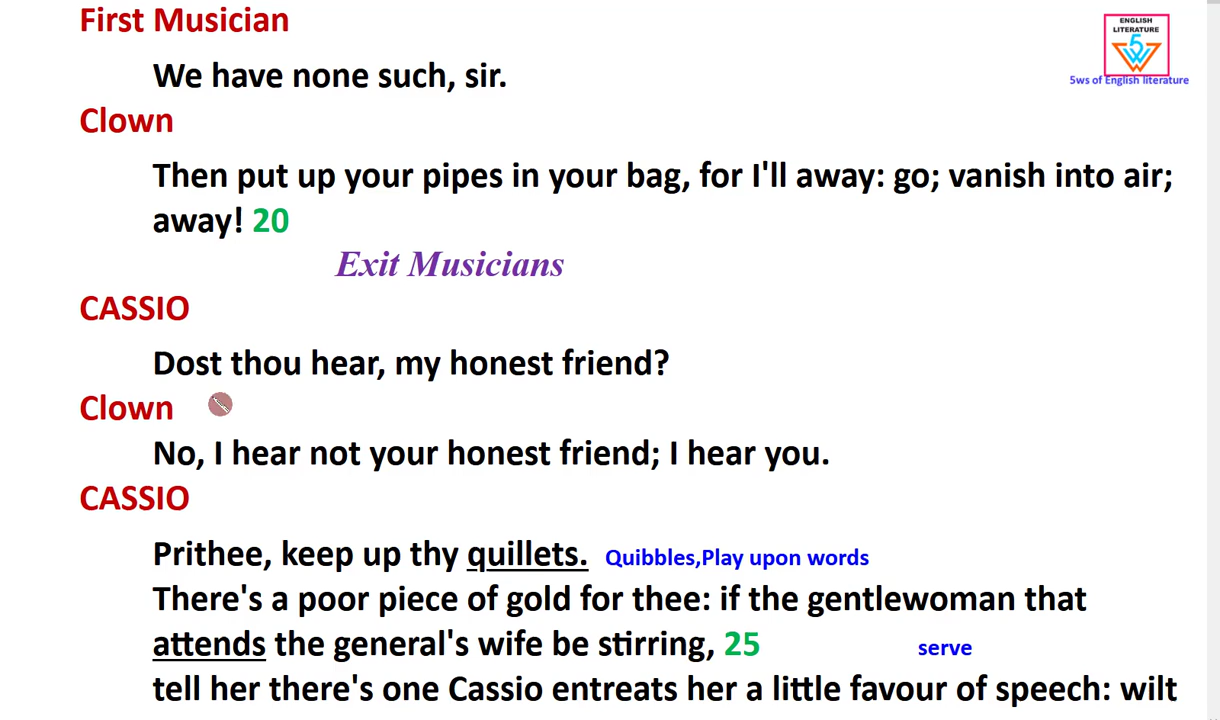 First Musician
ENGLISH
LITERATURE
5
W
5ws of English literature
We have none such, sir.
Clown
Then put up your pipes in your bag, for I'll away: go; vanish into air;
away! 20
Exit Musicians
CASSIO
Dost thou hear, my honest friend?
Clown
No, I hear not your honest friend; I hear you.
CASSIO
Prithee, keep up thy quillets. Quibbles,Play upon words
There's a poor piece of gold for thee: if the gentlewoman that
attends the general's wife be stirring, 25 serve
tell her there's one Cassio entreats her a little favour of speech: wilt